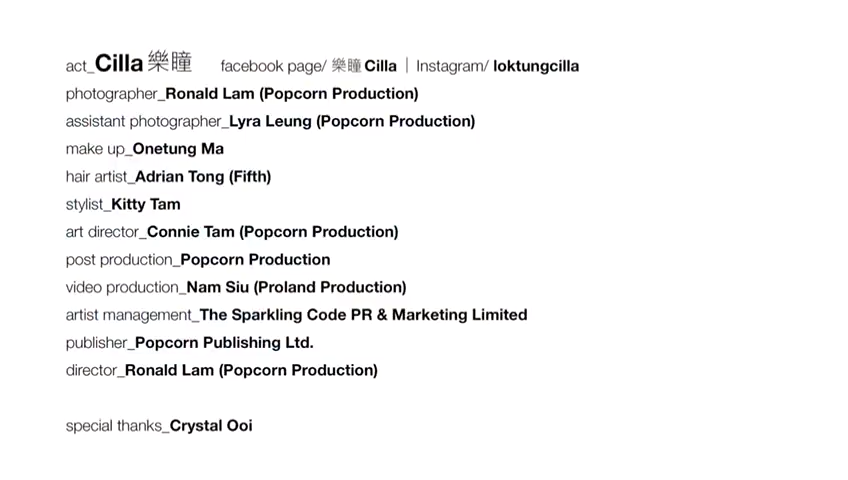 act_Cilla 樂瞳 facebook page/ 樂瞳 Cilla | Instagram/ loktungcilla
photographer_Ronald Lam (Popcorn Production)
assistant photographer_Lyra Leung (Popcorn Production)
make up_Onetung Ma
hair artist_Adrian Tong (Fifth)
stylist_Kitty Tam
art director_Connie Tam (Popcorn Production)
post production_Popcorn Production
video production_Nam Siu (Proland Production)
artist management_The Sparkling Code PR & Marketing Limited
publisher_Popcorn Publishing Ltd.
director_Ronald Lam (Popcorn Production)
special thanks_Crystal Ooi